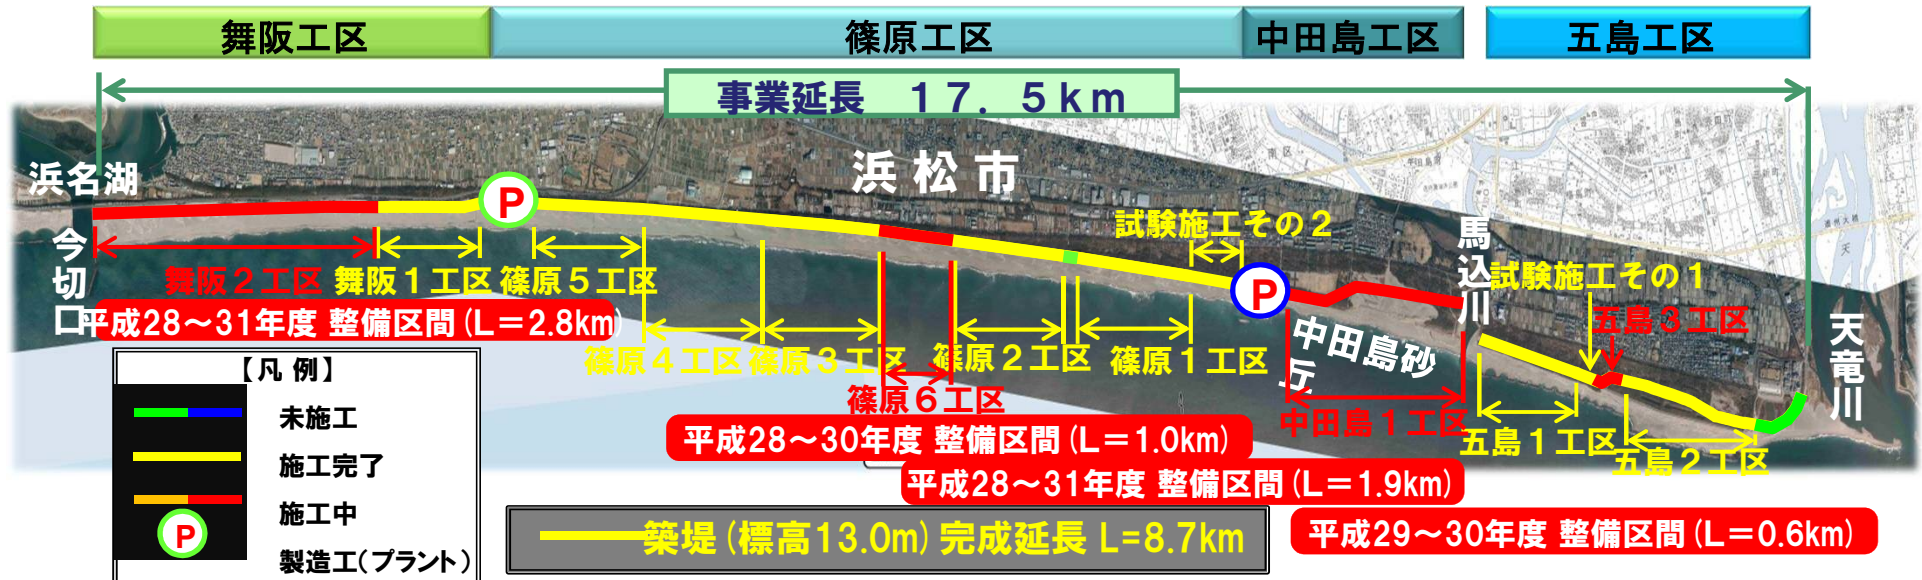 舞阪工区
篠原工区
中田島工区
五島工区
事業延長 17.5km
浜名湖
浜松市
P
今切口
試験施工その2
馬込川
試験施工その1
舞阪2工区
舞阪1工区
篠原5工区
P
平成28~31年度 整備区間(L=2.8km)
五島3工区
天竜川
中田島砂丘
篠原4工区
篠原3工区
篠原2工区
篠原1工区
篠原6工区
中田島1工区
五島1工区
五島2工区
平成28~30年度 整備区間(L=1.0km)
平成28~31年度 整備区間(L=1.9km)
平成29~30年度 整備区間(L=0.6km)
【凡例】
未施工
施工完了
施工中
P
製造工(プラント)
築堤(標高13.0m)完成延長 L=8.7km
南区